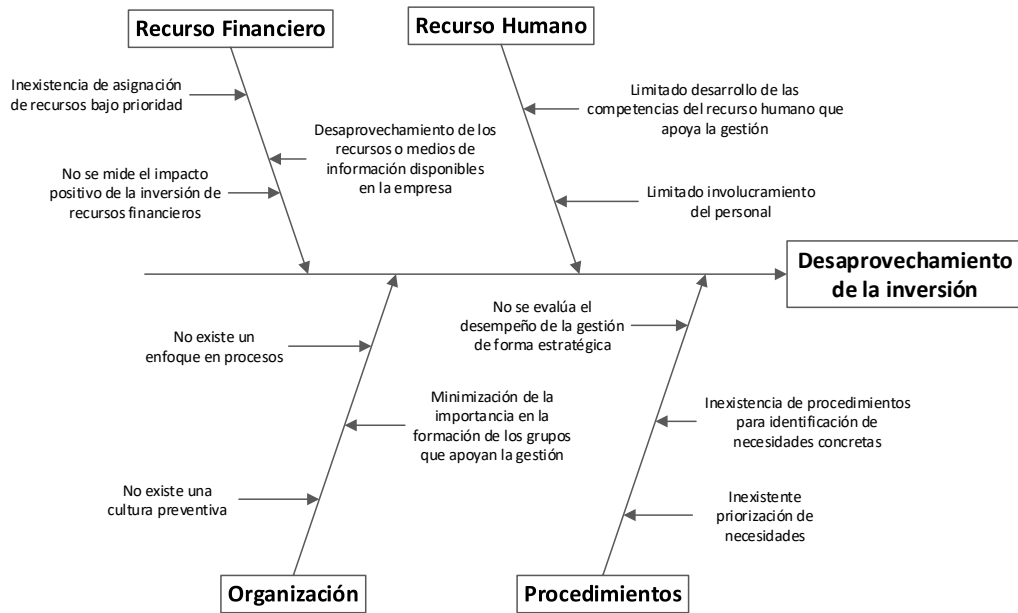 Recurso Financiero
Recurso Humano
Inexistencia de asignación
de recursos bajo prioridad
Desaprovechamiento de los
recursos o medios de
información disponibles
en la empresa
No se mide el impacto
positivo de la inversión de
recursos financieros
Limitado desarrollo de las
competencias del recurso humano que
apoya la gestión
Limitado involucramiento
del personal
Desaprovechamiento
de la inversión
No existe un
enfoque en procesos
Minimización de la
importancia en la
formación de los grupos
que apoyan la gestión
No existe una
cultura preventiva
No se evalúa el
desempeño de la gestión
de forma estratégica
Inexistencia de procedimientos
para identificación de
necesidades concretas
Inexistente
priorización de
necesidades
Organización
Procedimientos